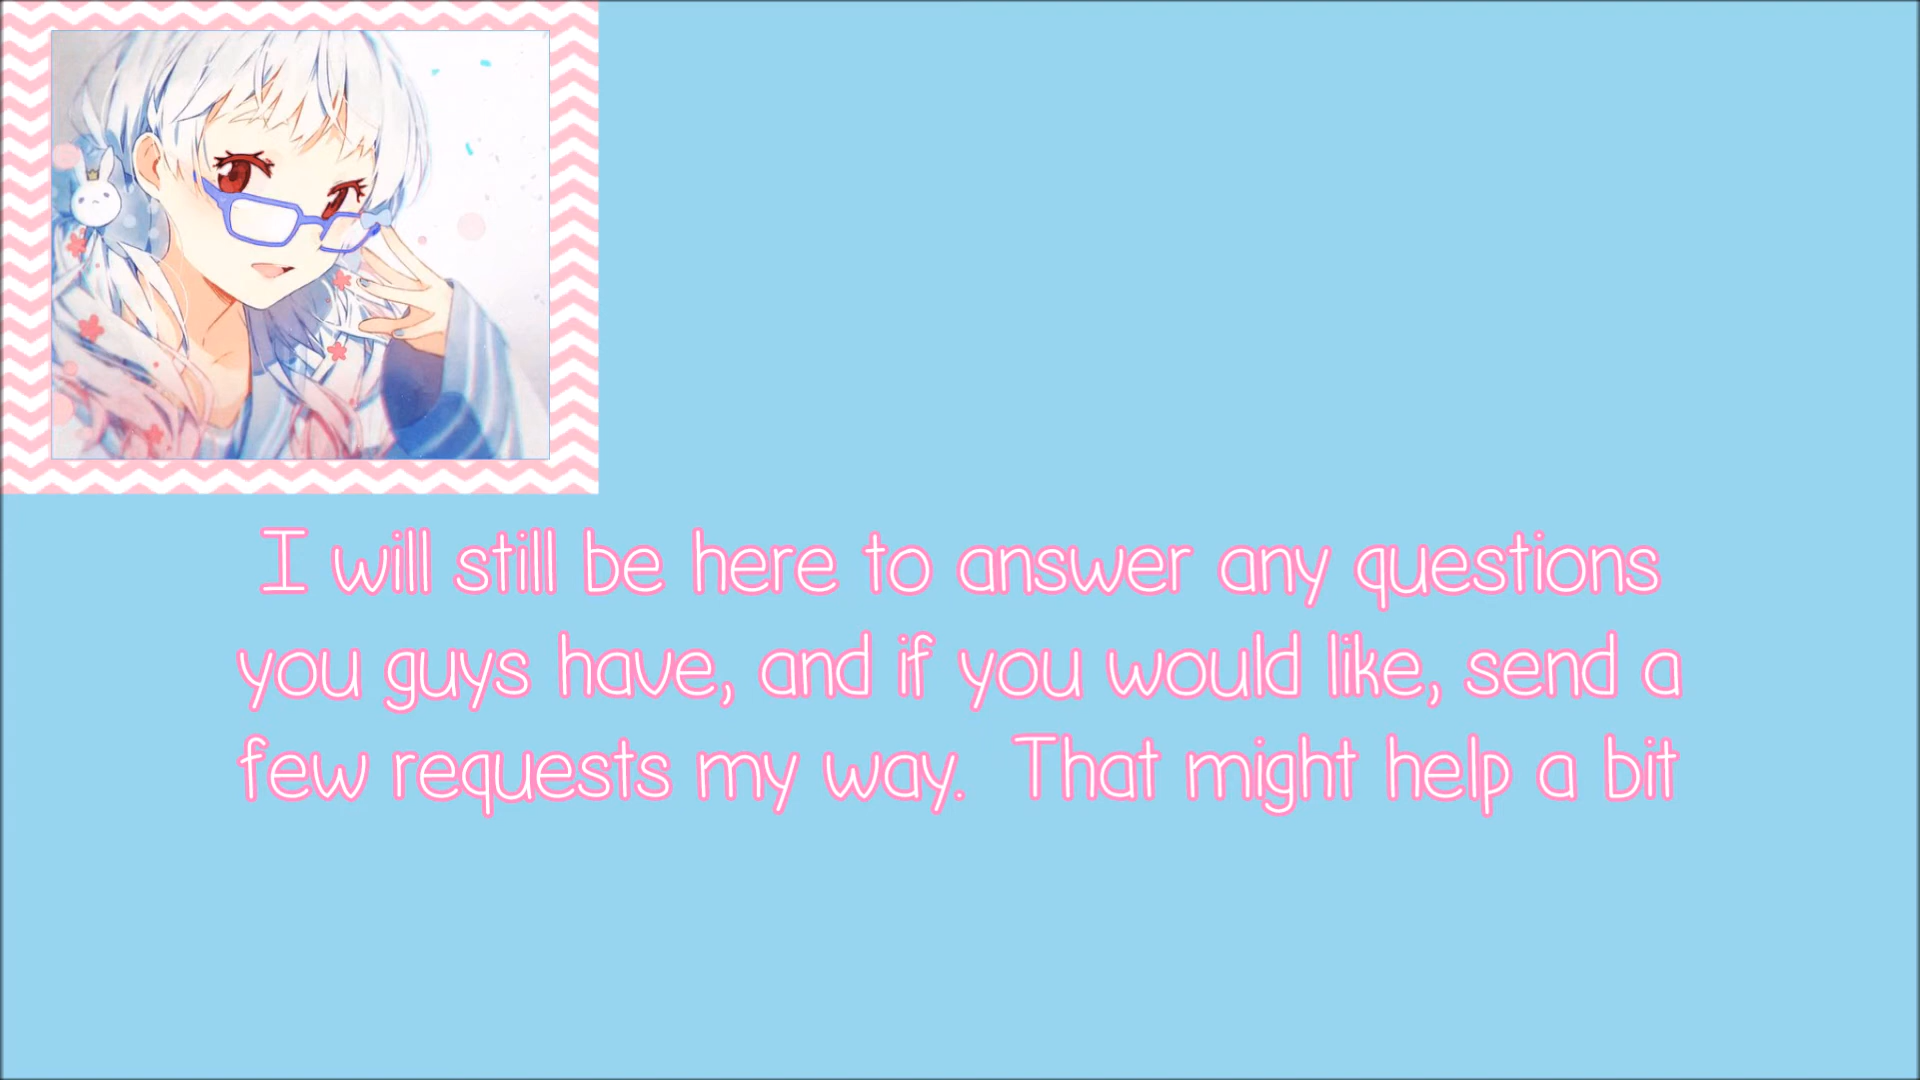 I will still be here to answer any questions
you guys have, and if you would like, send a
few requests my way.  That might help a bit